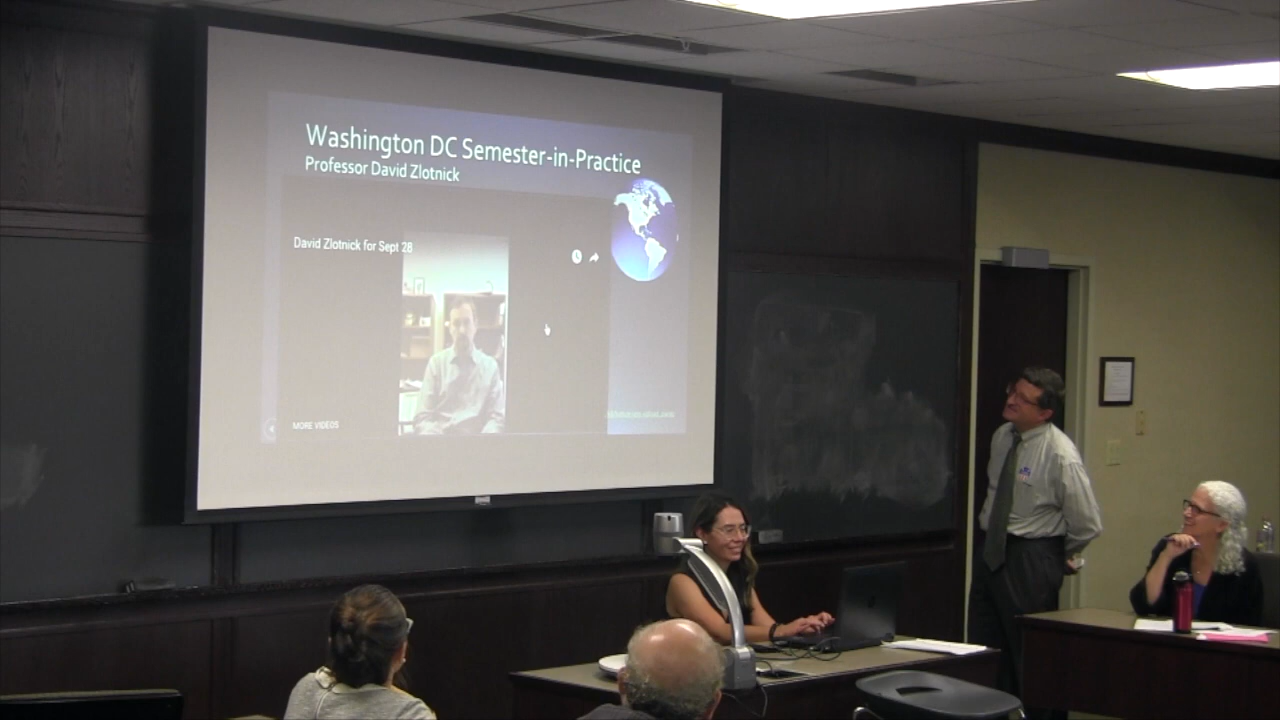 Washington DC Semester-in-Practice
Professor David Zlotnick
David Zlotnick for Sept 28
MORE VIDEOS